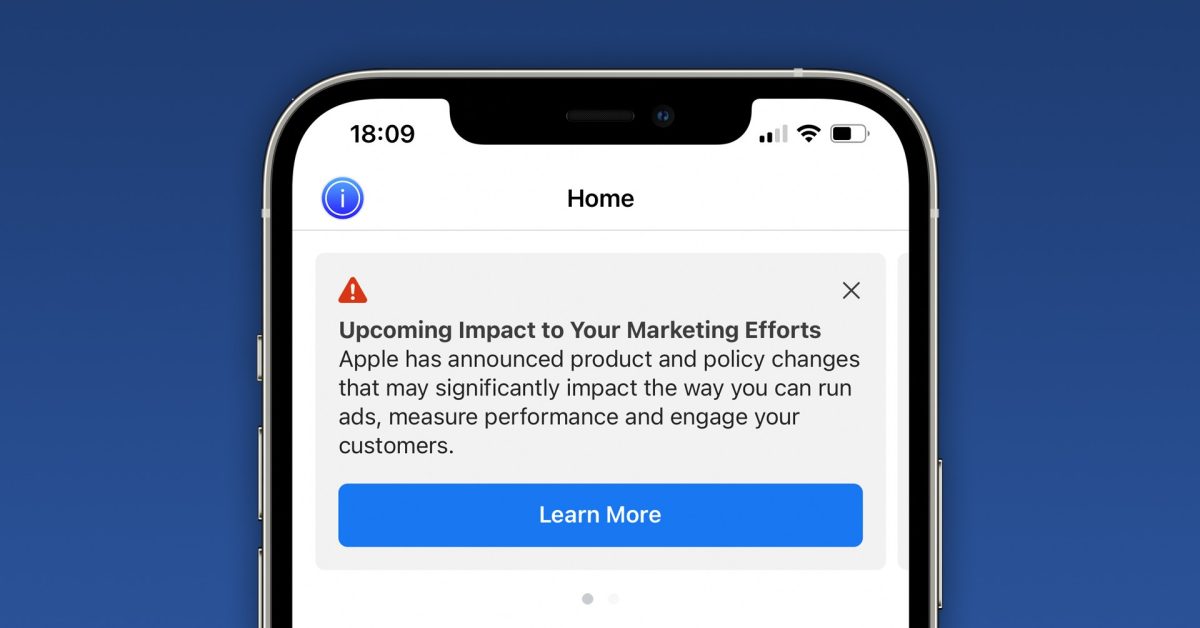 18:09
Home
Upcoming Impact to Your Marketing Efforts
Apple has announced product and policy changes
that may significantly impact the way you can run
ads, measure performance and engage your
customers.
Learn More